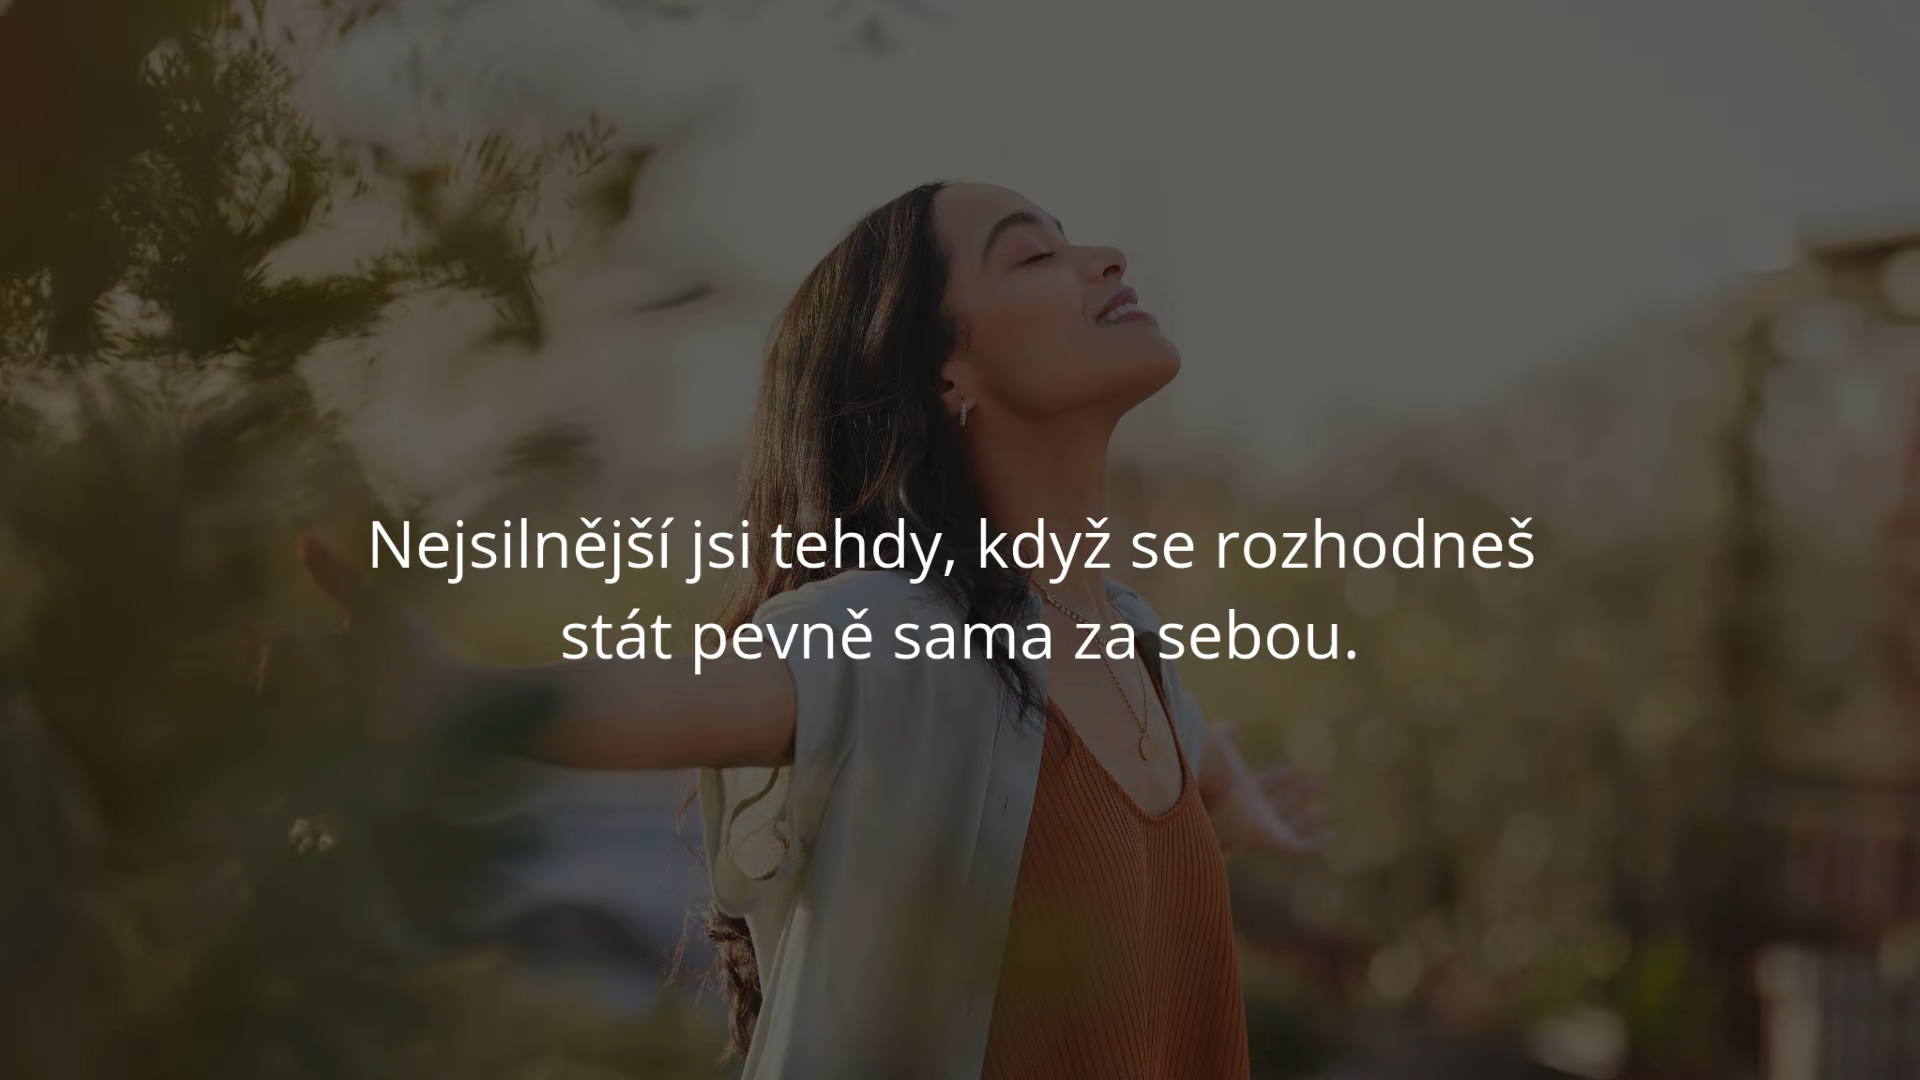 Nejsilnější jsi tehdy, když se rozhodneš
stát pevně sama za sebou.